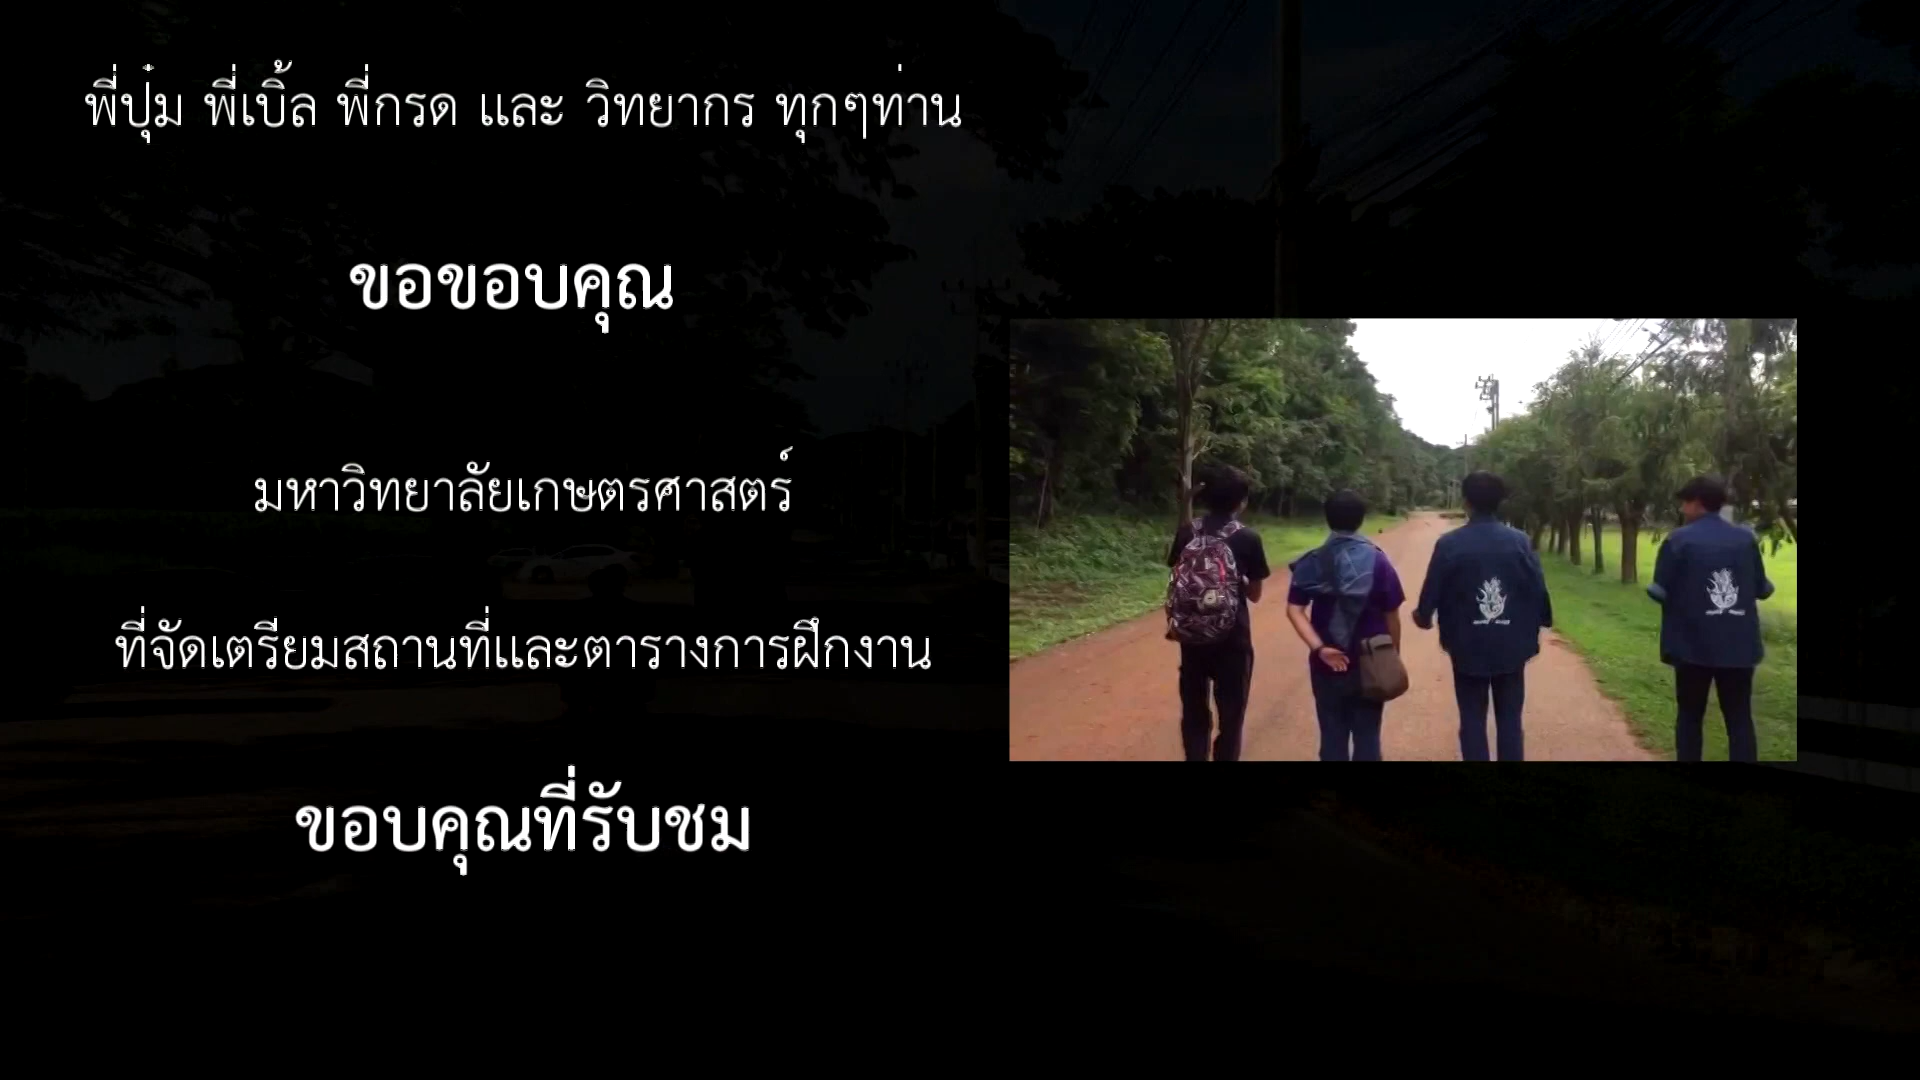 พี่ปุ๋ม พี่เบิ้ล พี่กรด และ วิทยากร ทุกๆท่าน
ขอขอบคุณ
มหาวิทยาลัยเกษตรศาสตร์
ที่จัดเตรียมสถานที่และตารางการฝึกงาน
ขอบคุณที่รับชม